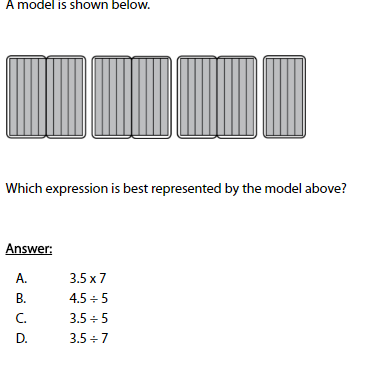 A model is shown below.
Which expression is best represented by the model above?
Answer:
A. 3.5 x 7
B. 4.5 ÷ 5
C. 3.5 ÷ 5
D. 3.5 ÷ 7